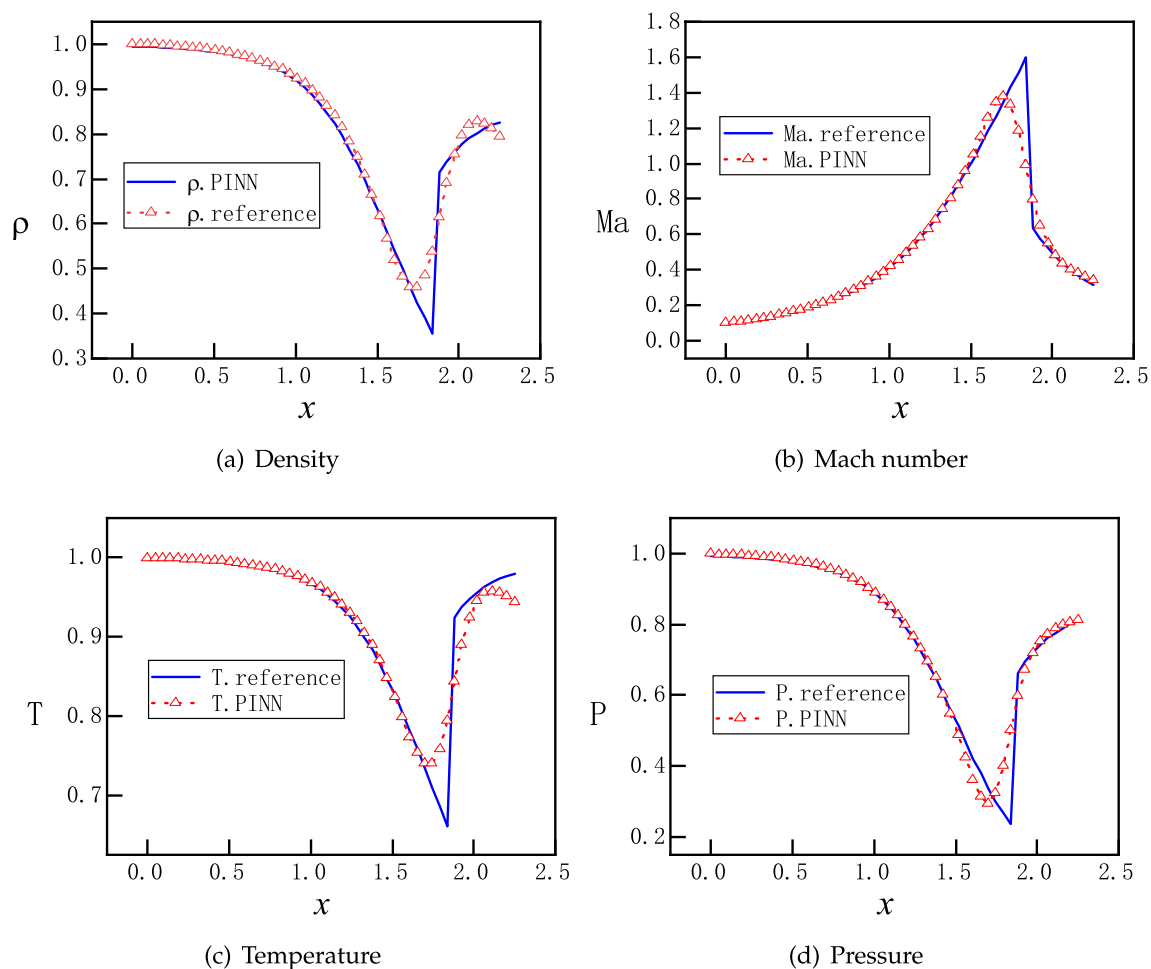 1.0
0.9
0.8
0.7
0.6
0.5
0.4
0.3
ρ
ρ. PINN
ρ. reference
0.0 0.5 1.0 1.5 2.0 2.5
x
(a) Density
1.8
1.6
1.4
1.2
1.0
0.8
0.6
0.4
0.2
0.0
Ma
Ma. reference
Ma. PINN
0.0 0.5 1.0 1.5 2.0 2.5
x
(b) Mach number
1.0
0.9
0.8
0.7
T
T. reference
T. PINN
0.0 0.5 1.0 1.5 2.0 2.5
x
(c) Temperature
1.0
0.8
0.6
0.4
0.2
P
P. reference
P. PINN
0.0 0.5 1.0 1.5 2.0 2.5
x
(d) Pressure